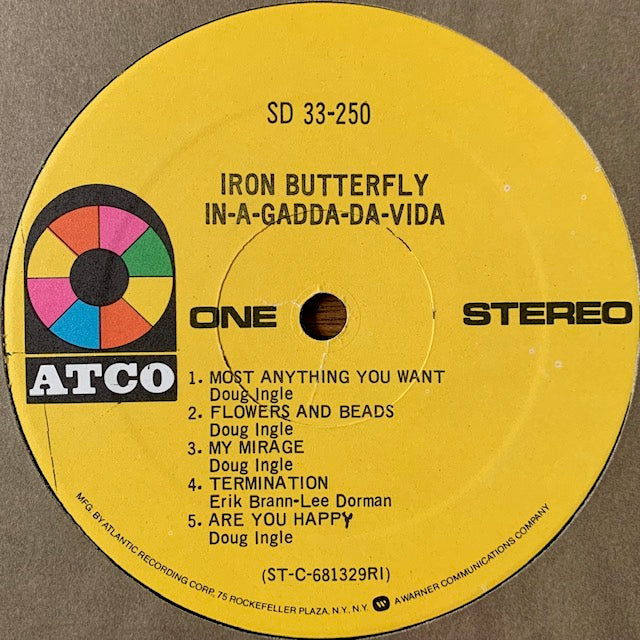 SD 33-250
IRON BUTTERFLY
IN-A-GADDA-DA-VIDA
ONE
STEREO
ATCO
1. MOST ANYTHING YOU WANT
Doug Ingle
2. FLOWERS AND BEADS
Doug Ingle
3. MY MIRAGE
Doug Ingle
4. TERMINATION
Erik Brann-Lee Dorman
5. ARE YOU HAPPY
Doug Ingle
(ST-C-681329RI)
MFG. BY ATLANTIC RECORDING CORP., 75 ROCKEFELLER PLAZA, N.Y., N.Y. W A WARNER COMMUNICATIONS COMPANY